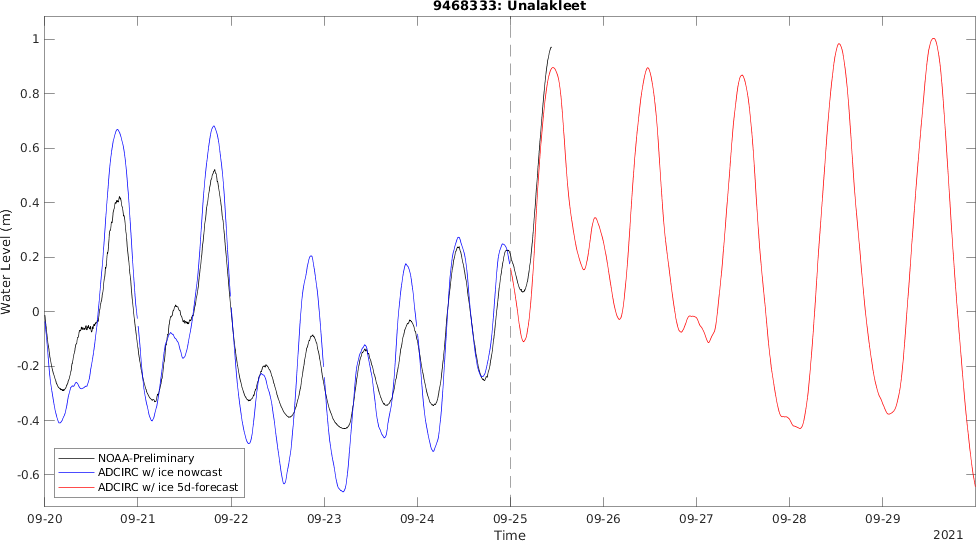 9468333: Unalakleet
Water Level (m)
1
0.8
0.6
0.4
0.2
0
-0.2
-0.4
-0.6
NOAA-Preliminary
ADCIRC w/ ice nowcast
ADCIRC w/ ice 5d-forecast
09-20 09-21 09-22 09-23 09-24 09-25 09-26 09-27 09-28 09-29
Time
2021